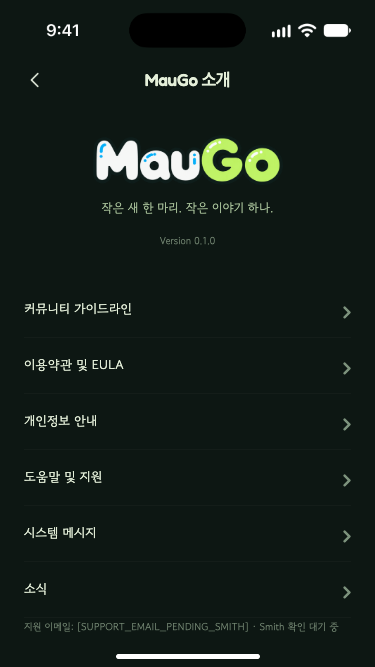 9:41
MauGo 소개
MauGo
작은 새 한 마리. 작은 이야기 하나.
Version 0.1.0
커뮤니티 가이드라인
이용약관 및 EULA
개인정보 안내
도움말 및 지원
시스템 메시지
소식
지원 이메일: [SUPPORT_EMAIL_PENDING_SMITH] · Smith 확인 대기 중